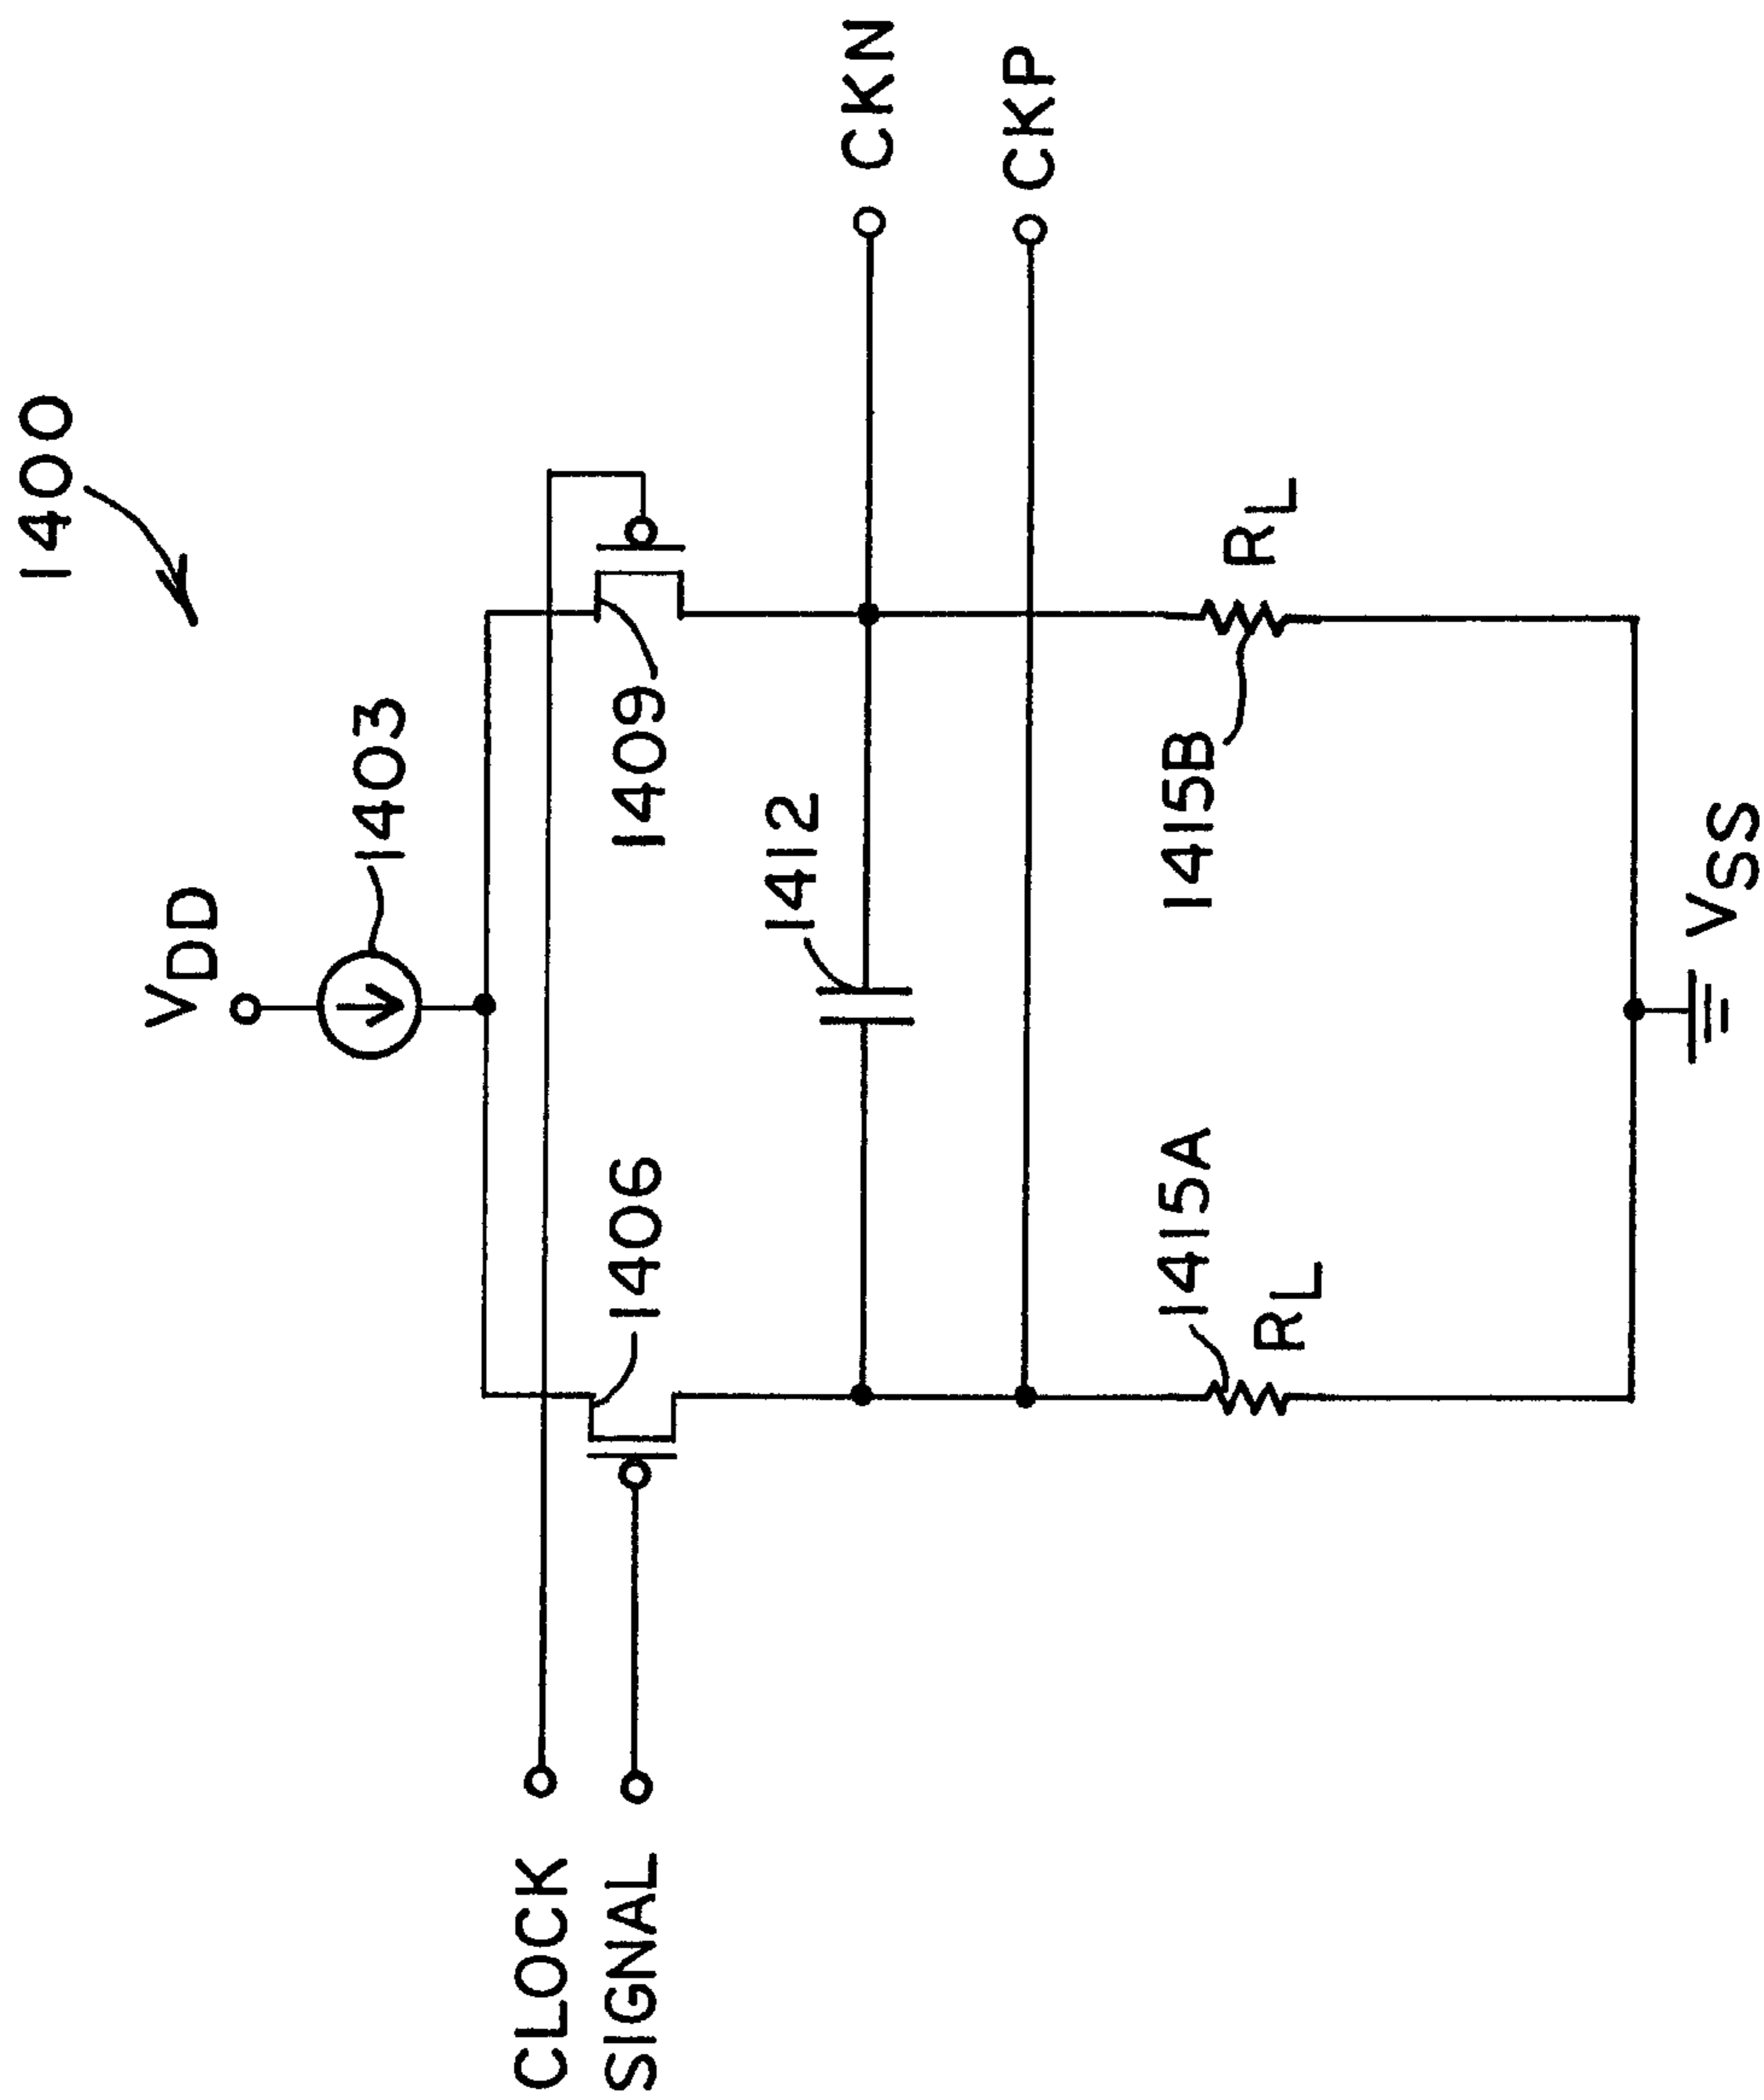 1400
VDD
1403
CKN
CKP
1409
1412
1406
CLOCK
SIGNAL
1415B
RL
1415A
RL
VSS